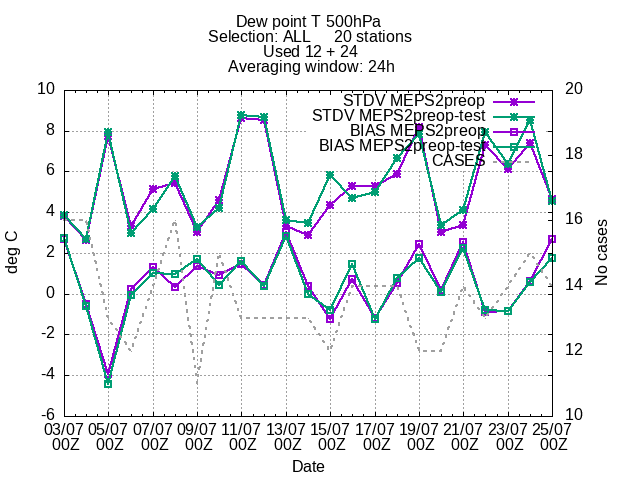 Dew point T 500hPa
Selection: ALL 20 stations
Used 12 + 24
Averaging window: 24h
STDV MEPS2preop
STDV MEPS2preop-test
BIAS MEPS2preop
BIAS MEPS2preop-test
CASES
10
8
6
4
2
0
-2
-4
-6
deg C
20
18
16
14
12
10
No cases
03/07 05/07 07/07 09/07 11/07 13/07 15/07 17/07 19/07 21/07 23/07 25/07
00Z 00Z 00Z 00Z 00Z 00Z 00Z 00Z 00Z 00Z 00Z 00Z
Date